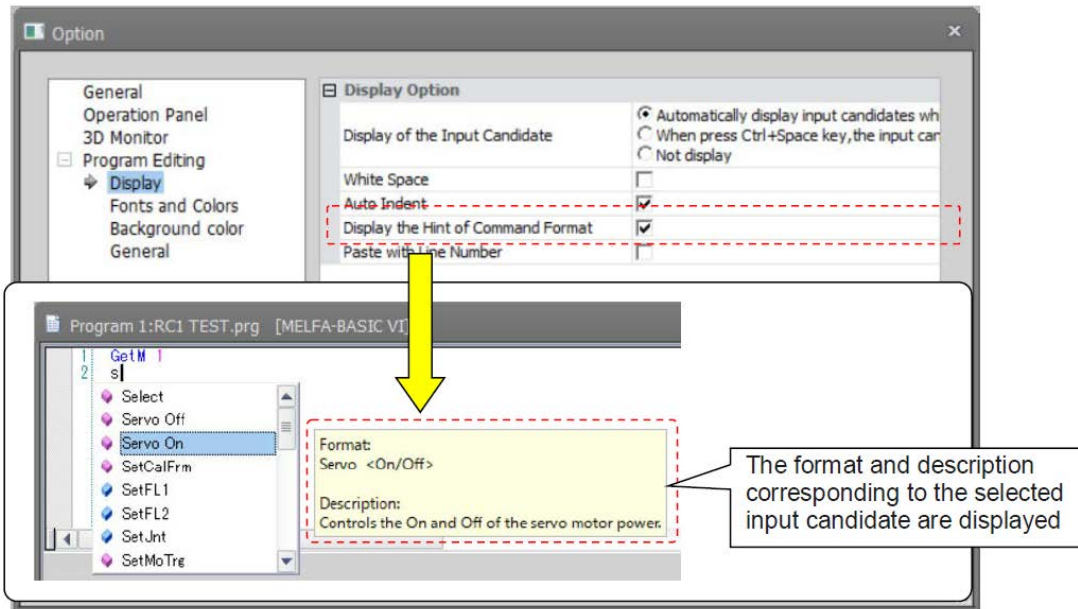 Option
General
Operation Panel
3D Monitor
Program Editing
Display
Fonts and Colors
Background color
General
Display Option
Display of the Input Candidate
Automatically display input candidates wh
When press Ctrl+Space key,the input can
Not display
White Space
Auto Indent
Display the Hint of Command Format
Paste with Line Number
Program 1:RC1 TEST.prg [MELFA-BASIC VI]
1 GetM 1
2 s
Select
Servo Off
Servo On
SetCalFrm
SetFL1
SetFL2
SetJnt
SetMoTrg
Format:
Servo <On/Off>
Description:
Controls the On and Off of the servo motor power.
The format and description
corresponding to the selected
input candidate are displayed